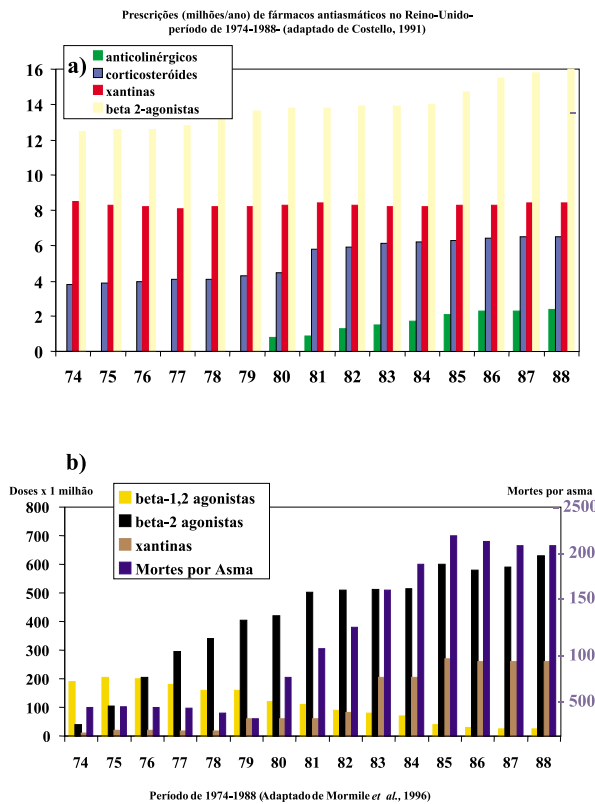 Prescrições (milhões/ano) de fármacos antiasmáticos no Reino-Unido-
período de 1974-1988- (adaptado de Costello, 1991)
a)
anticolinérgicos
corticosteróides
xantinas
beta 2-agonistas
16
14
12
10
8
6
4
2
0
74 75 76 77 78 79 80 81 82 83 84 85 86 87 88
b)
Doses x 1 milhão
Mortes por asma
beta-1,2 agonistas
beta-2 agonistas
xantinas
Mortes por Asma
800
700
600
500
400
300
200
100
0
2500
200
1500
100
500
74 75 76 77 78 79 80 81 82 83 84 85 86 87 88
Período de 1974-1988 (Adaptado de Mormile et al., 1996)